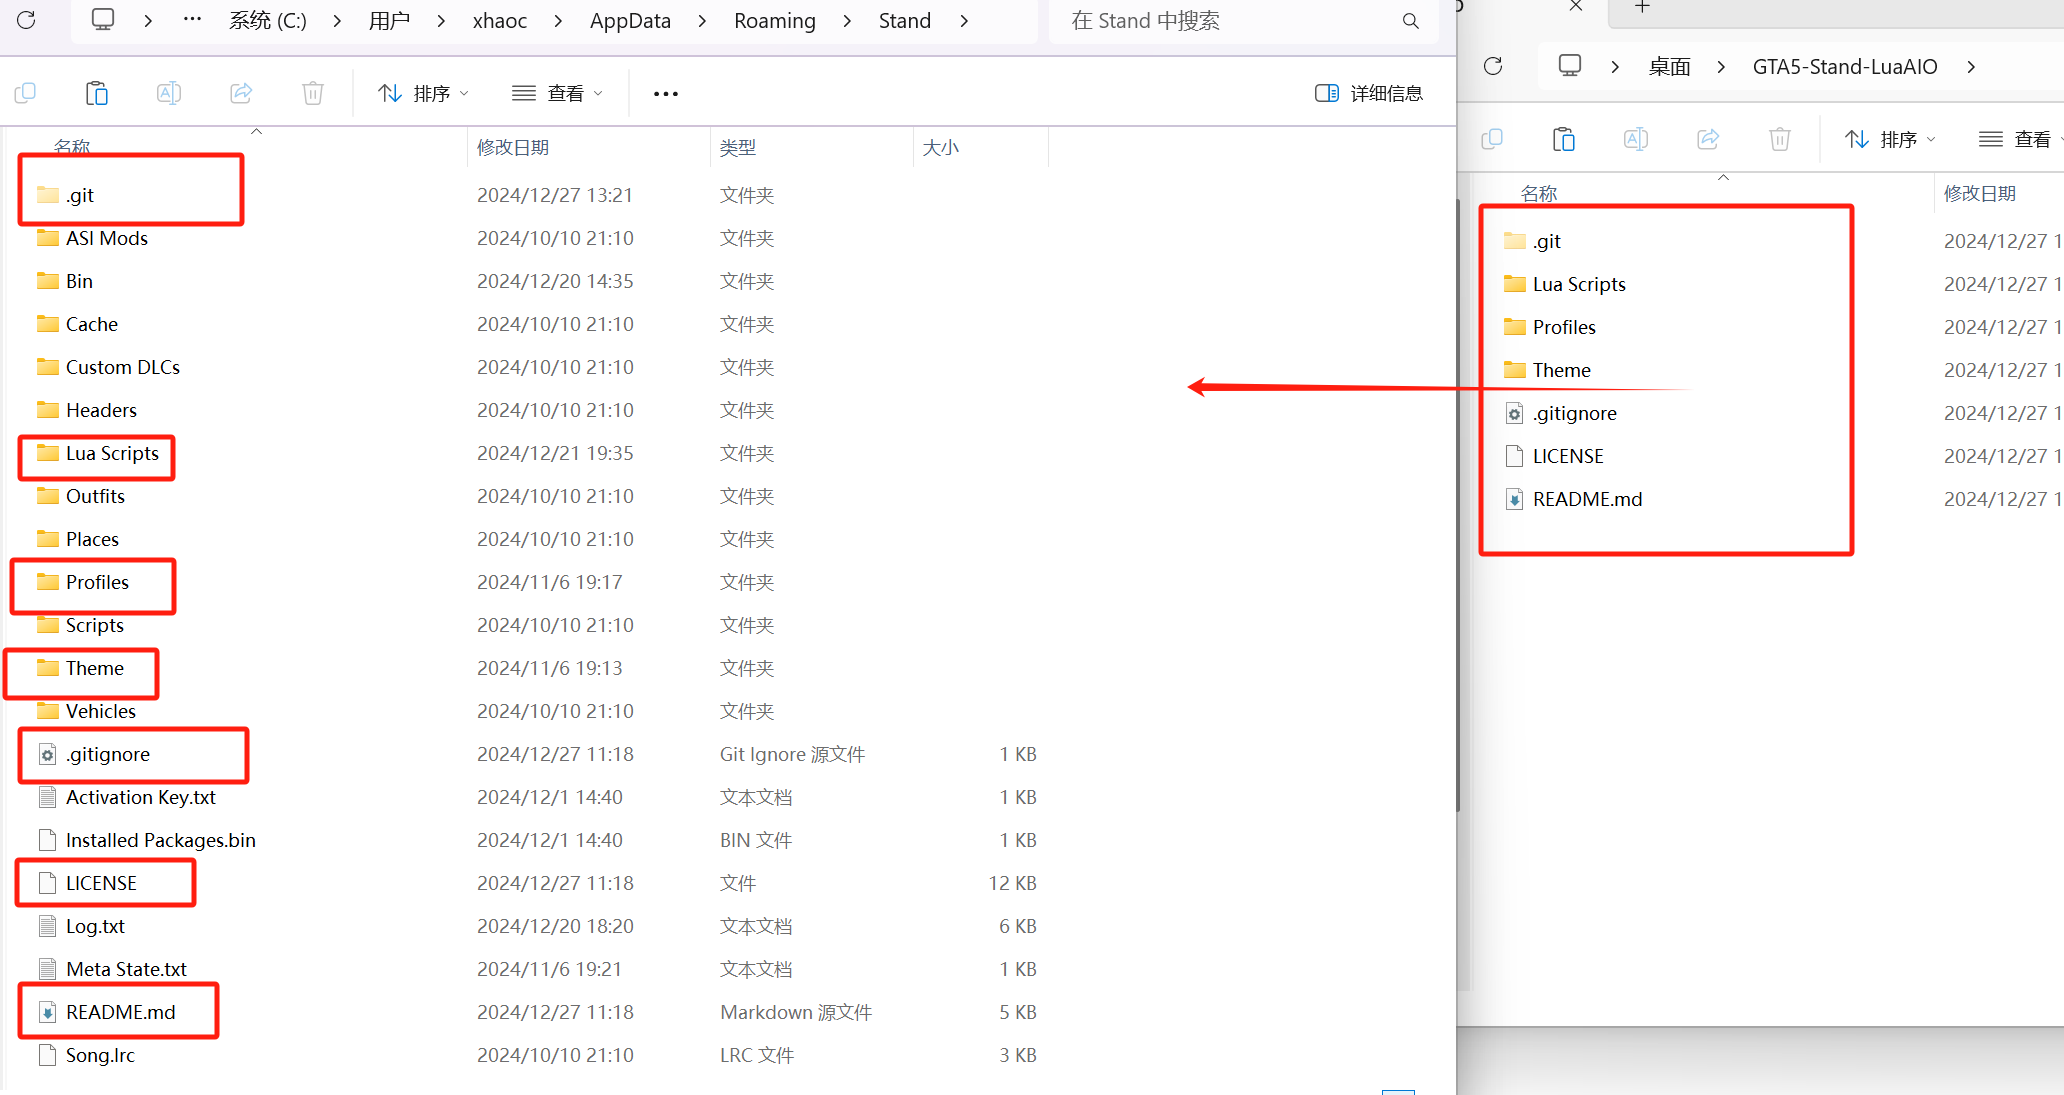 … 系统 (C:) 用户 xhaoc AppData Roaming Stand 在 Stand 中搜索
排序 查看 … 详细信息
名称 修改日期 类型 大小
.git 2024/12/27 13:21 文件夹
ASI Mods 2024/10/10 21:10 文件夹
Bin 2024/12/20 14:35 文件夹
Cache 2024/10/10 21:10 文件夹
Custom DLCs 2024/10/10 21:10 文件夹
Headers 2024/10/10 21:10 文件夹
Lua Scripts 2024/12/21 19:35 文件夹
Outfits 2024/10/10 21:10 文件夹
Places 2024/10/10 21:10 文件夹
Profiles 2024/11/6 19:17 文件夹
Scripts 2024/10/10 21:10 文件夹
Theme 2024/11/6 19:13 文件夹
Vehicles 2024/10/10 21:10 文件夹
.gitignore 2024/12/27 11:18 Git Ignore 源文件 1 KB
Activation Key.txt 2024/12/1 14:40 文本文档 1 KB
Installed Packages.bin 2024/12/1 14:40 BIN 文件 1 KB
LICENSE 2024/12/27 11:18 文件 12 KB
Log.txt 2024/12/20 18:20 文本文档 6 KB
Meta State.txt 2024/11/6 19:21 文本文档 1 KB
README.md 2024/12/27 11:18 Markdown 源文件 5 KB
Song.lrc 2024/10/10 21:10 LRC 文件 3 KB
桌面 GTA5-Stand-LuaAIO
排序 查看
名称 修改日期
.git 2024/12/27 1
Lua Scripts 2024/12/27 1
Profiles 2024/12/27 1
Theme 2024/12/27 1
.gitignore 2024/12/27 1
LICENSE 2024/12/27 1
README.md 2024/12/27 1